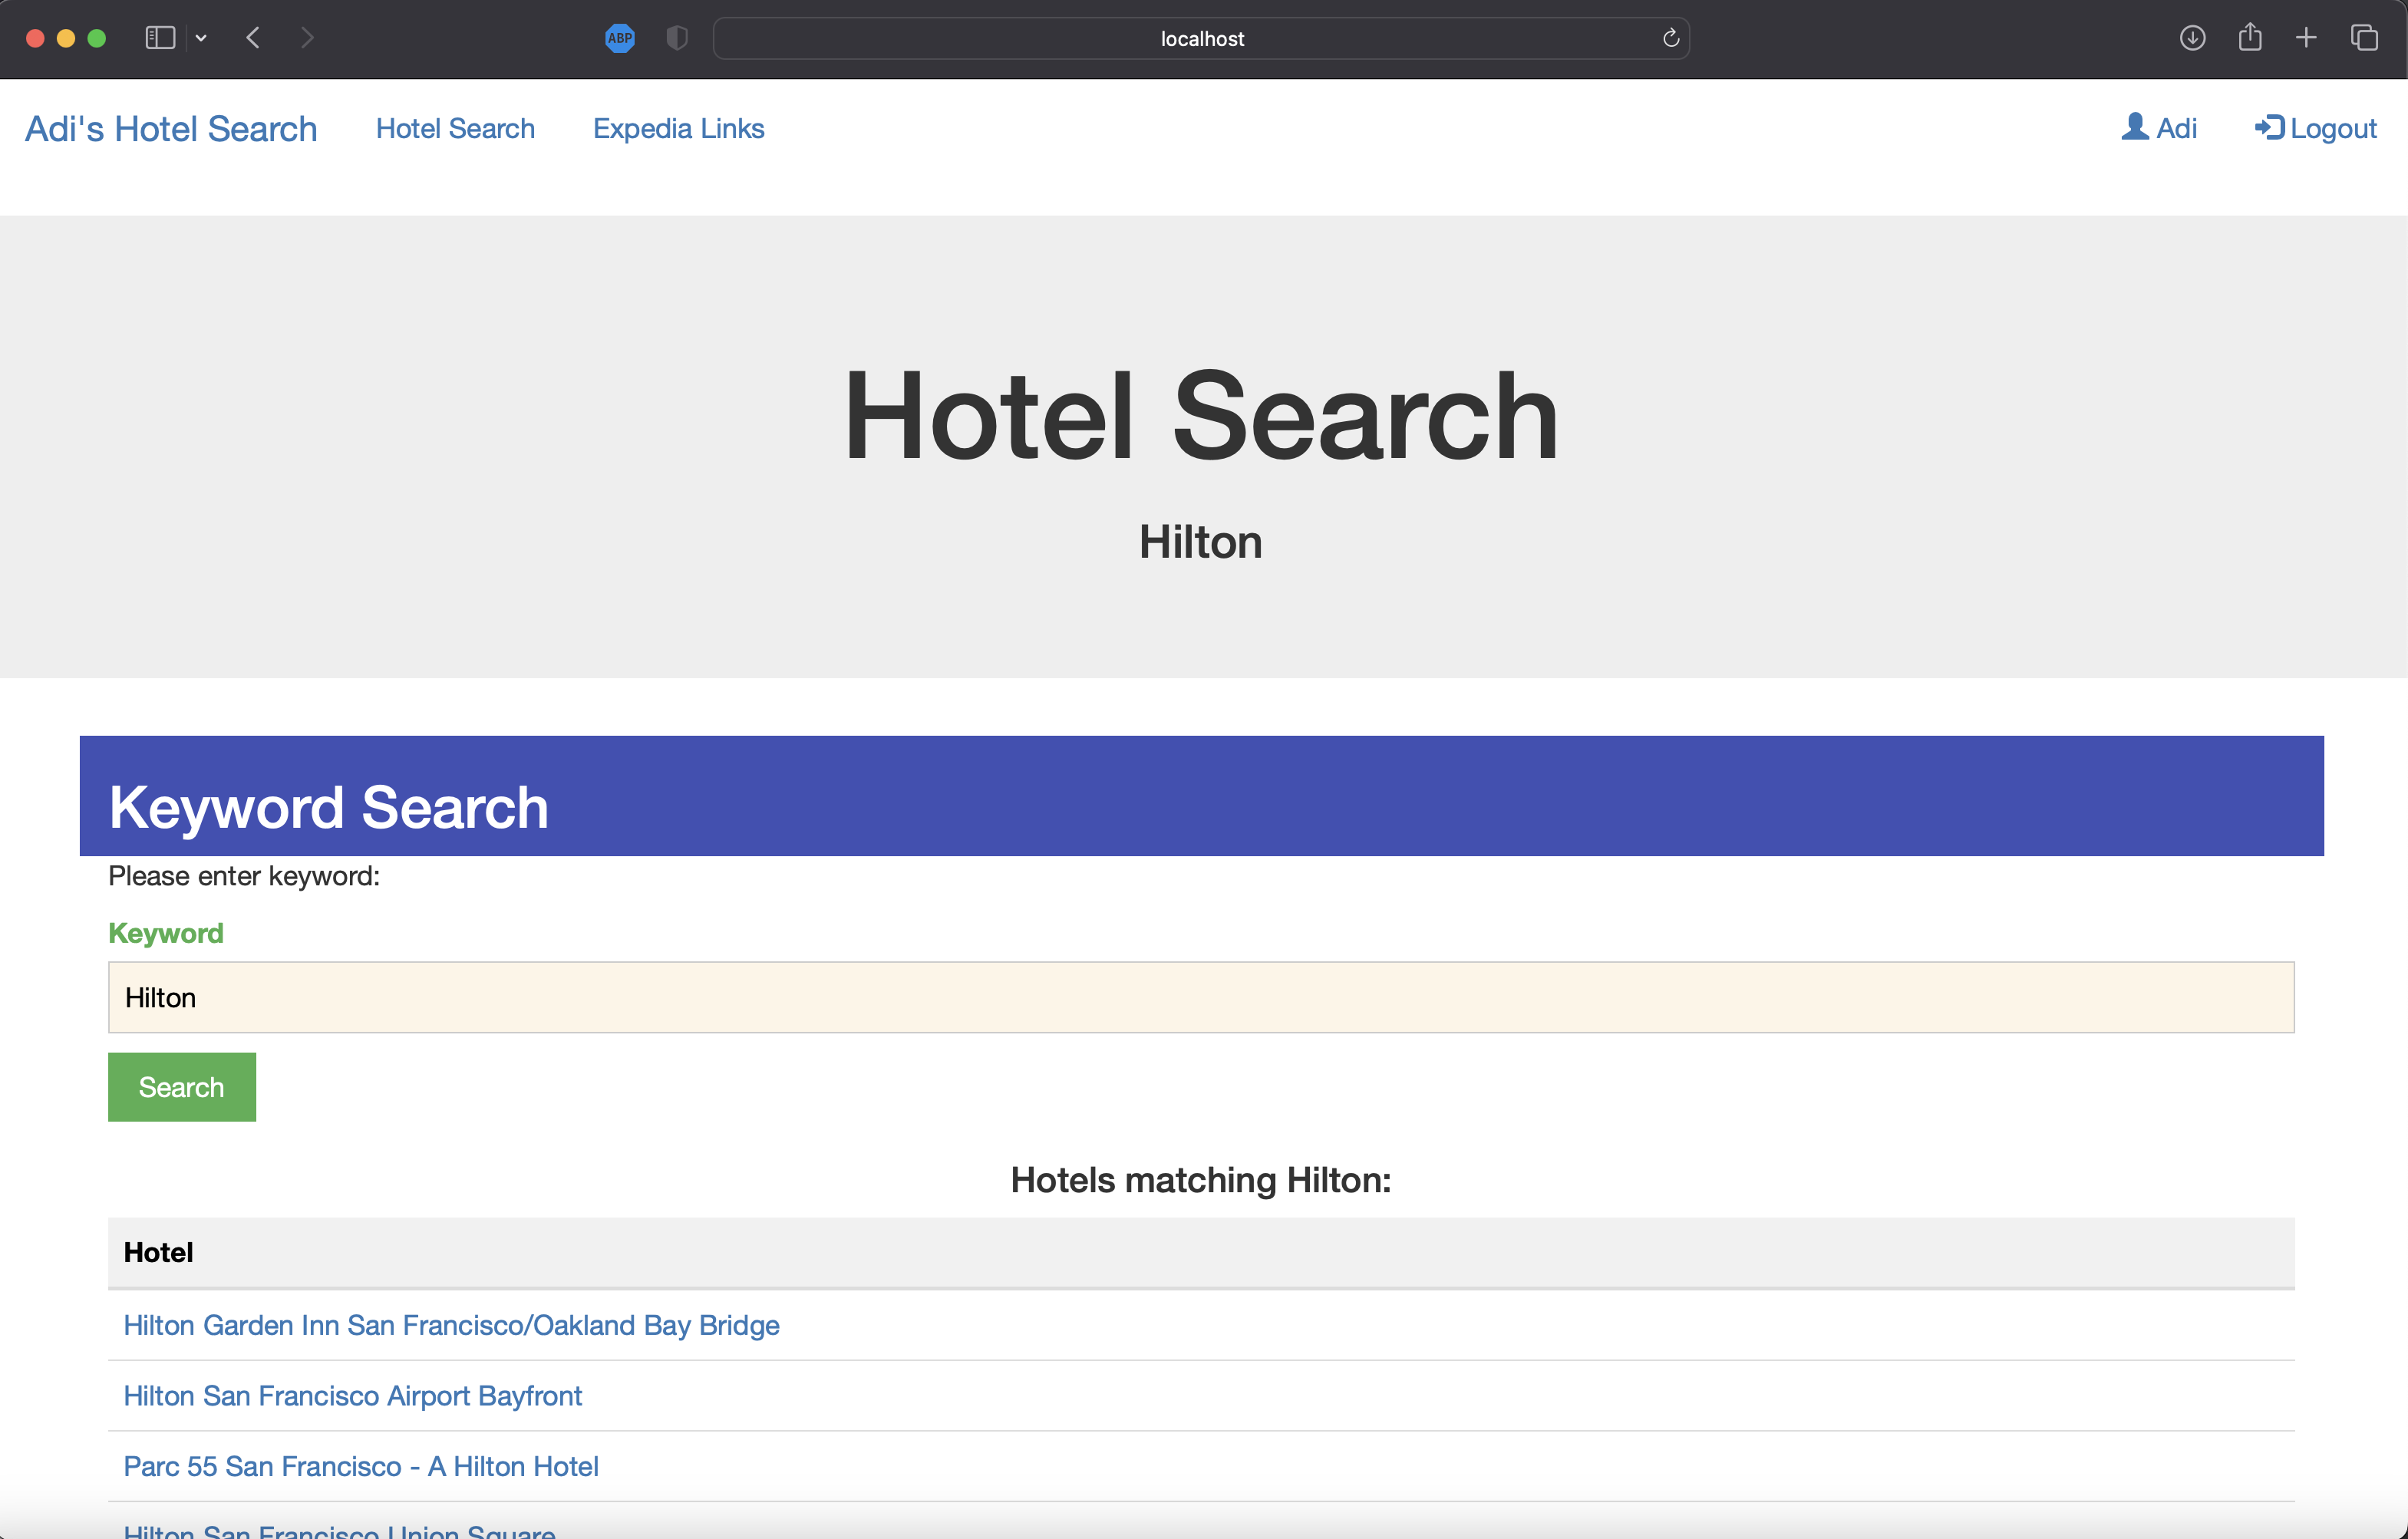 ABP
localhost
Adi's Hotel Search Hotel Search Expedia Links Adi Logout
Hotel Search
Hilton
Keyword Search
Please enter keyword:
Keyword
Hilton
Search
Hotels matching Hilton:
Hotel
Hilton Garden Inn San Francisco/Oakland Bay Bridge
Hilton San Francisco Airport Bayfront
Parc 55 San Francisco - A Hilton Hotel
Hilton San Francisco Union Square